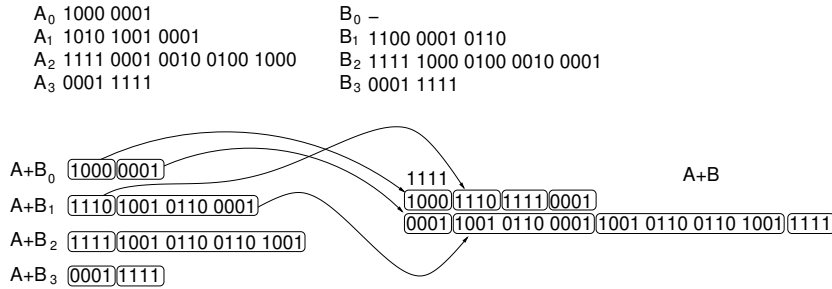 A0 1000 0001
B0 –
A1 1010 1001 0001
B1 1100 0001 0110
A2 1111 0001 0010 0100 1000
B2 1111 1000 0100 0010 0001
A3 0001 1111
B3 0001 1111
A+B0 1000 0001
1111
A+B
A+B1 1110 1001 0110 0001
1000 1110 1111 0001
0001 1001 0110 0001 1001 0110 0110 1001 1111
A+B2 1111 1001 0110 0110 1001
A+B3 0001 1111